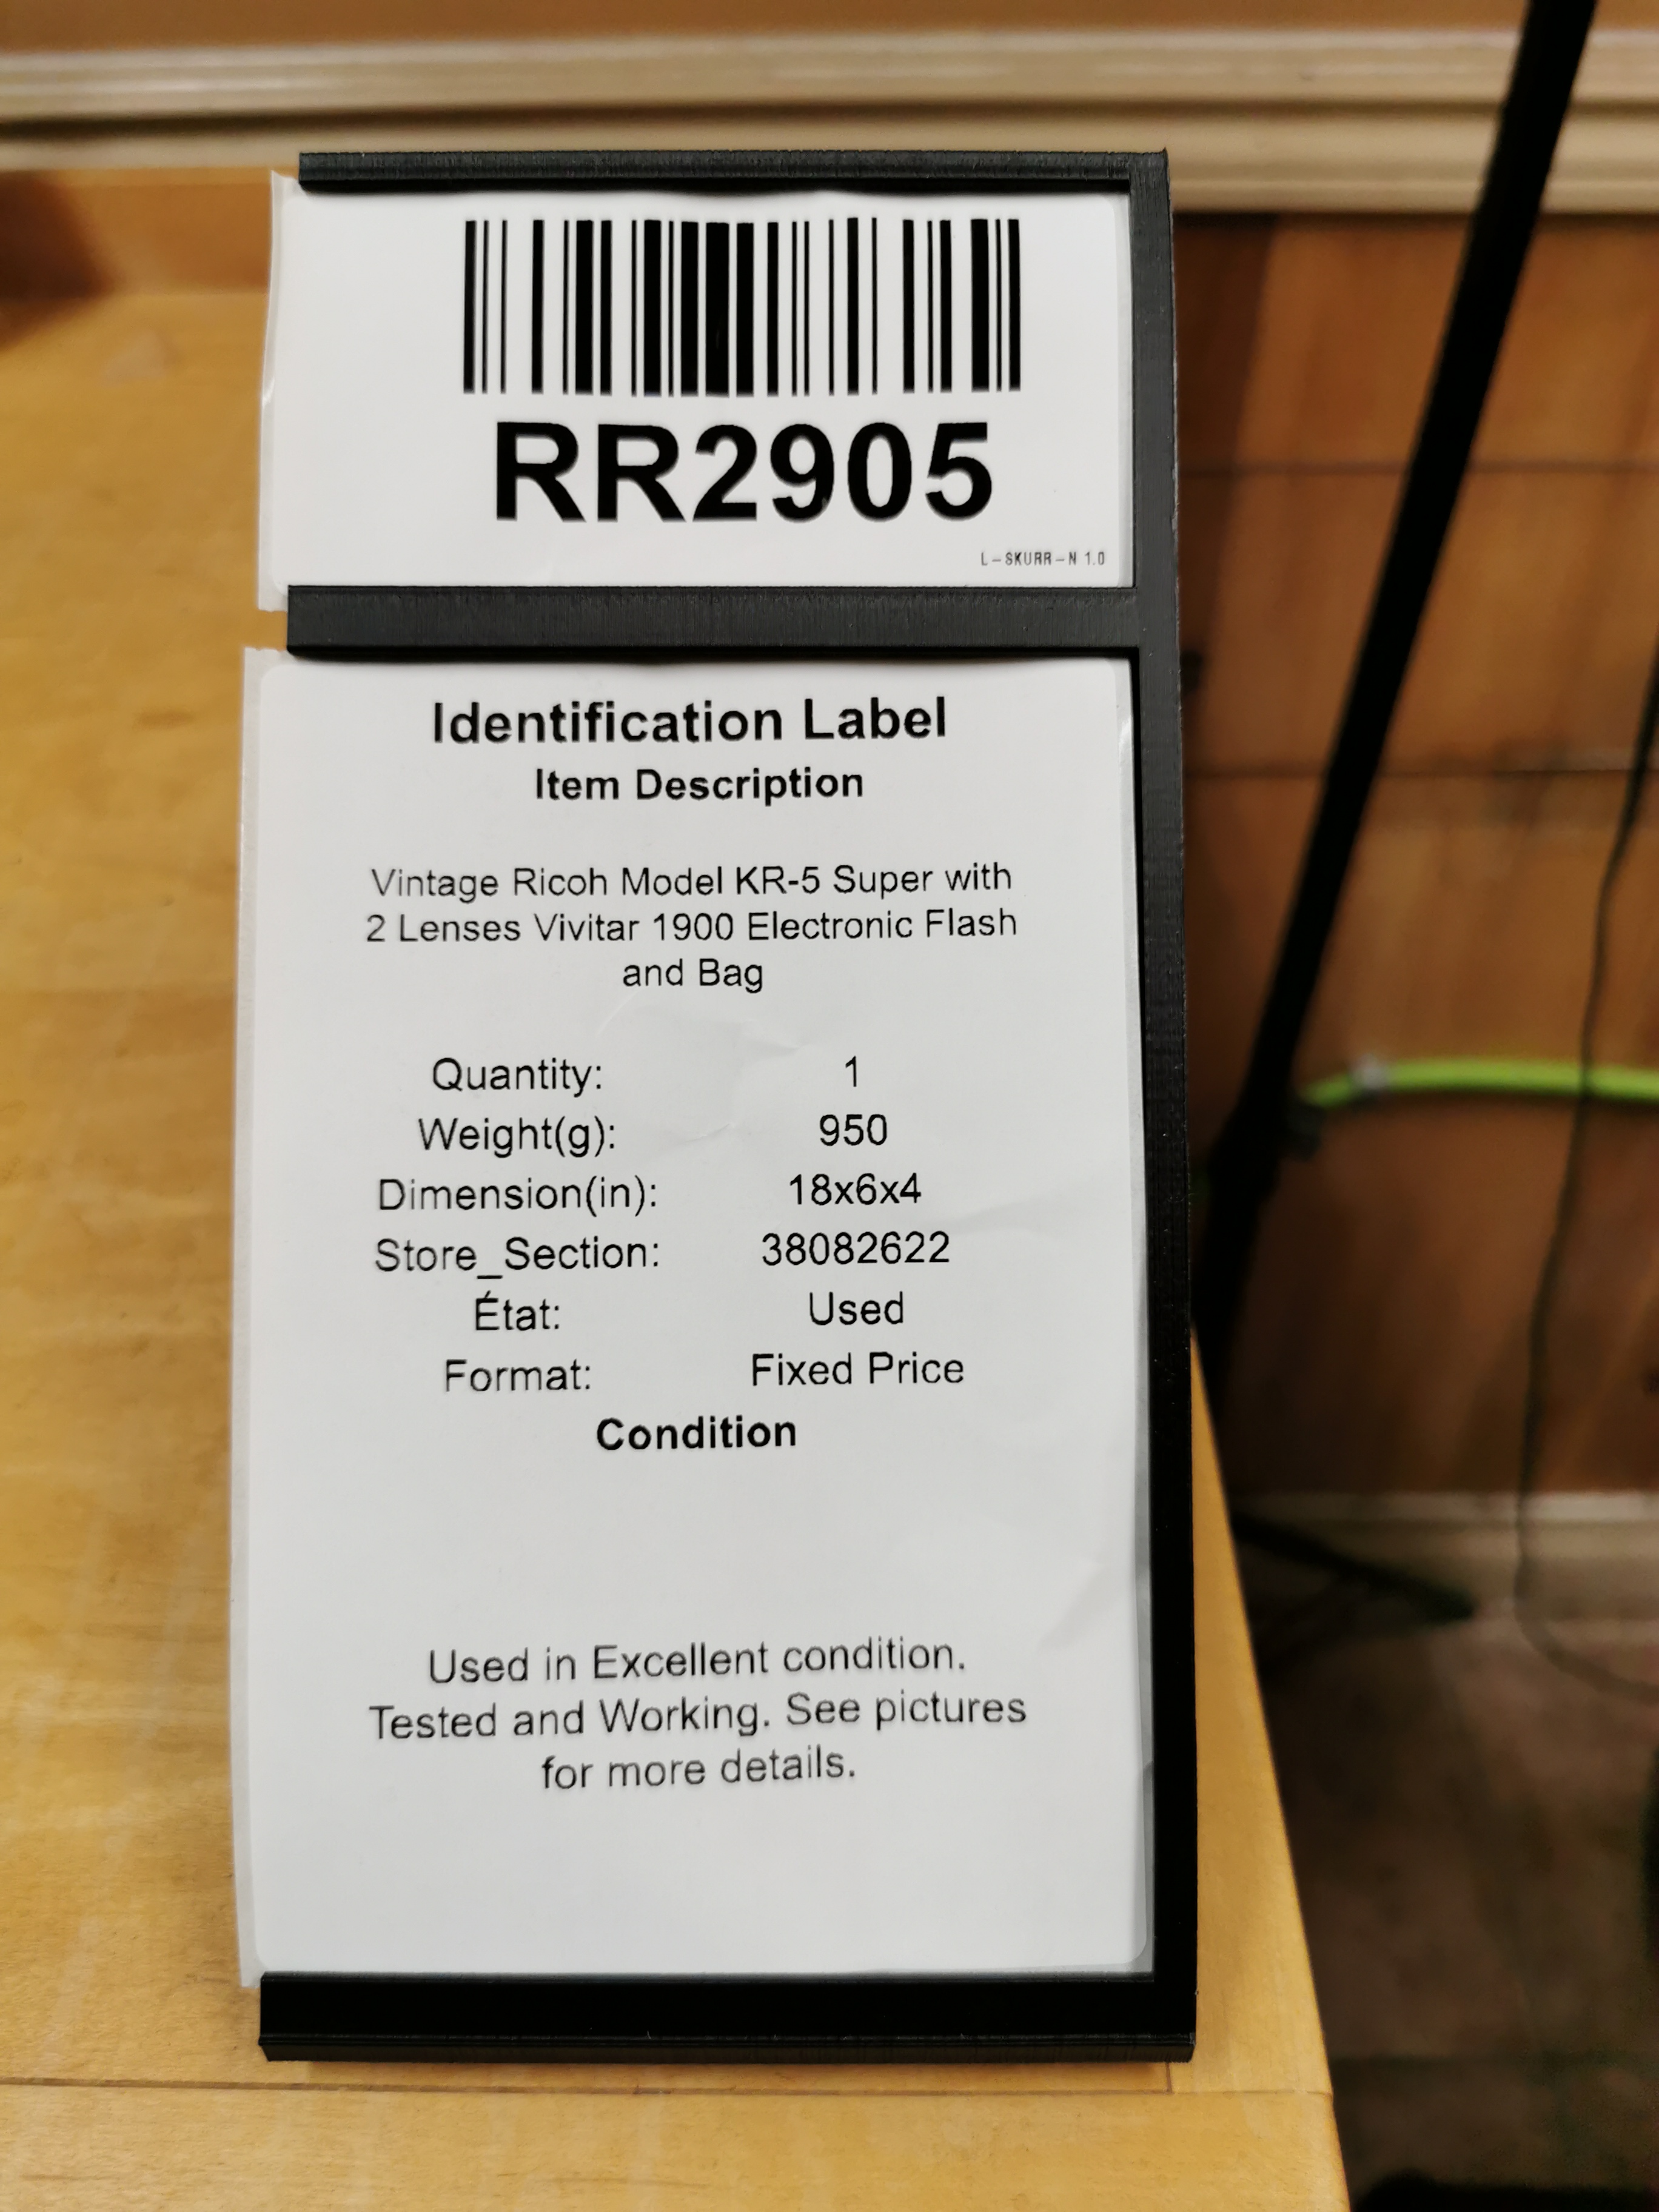 RR2905
L-SKURR-N 1.0
Identification Label
Item Description
Vintage Ricoh Model KR-5 Super with
2 Lenses Vivitar 1900 Electronic Flash
and Bag
Quantity: 1
Weight(g): 950
Dimension(in): 18x6x4
Store_Section: 38082622
État: Used
Format: Fixed Price
Condition
Used in Excellent condition.
Tested and Working. See pictures
for more details.